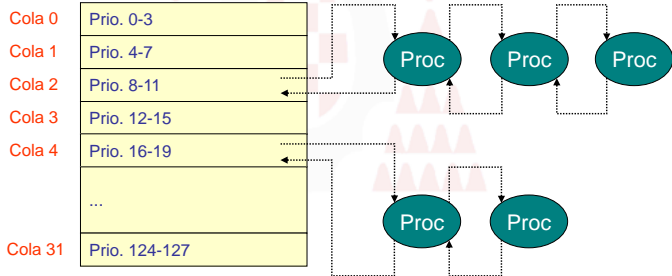 Cola 0 Prio. 0-3
Cola 1 Prio. 4-7
Cola 2 Prio. 8-11
Cola 3 Prio. 12-15
Cola 4 Prio. 16-19
...
Cola 31 Prio. 124-127
Proc Proc Proc
Proc Proc